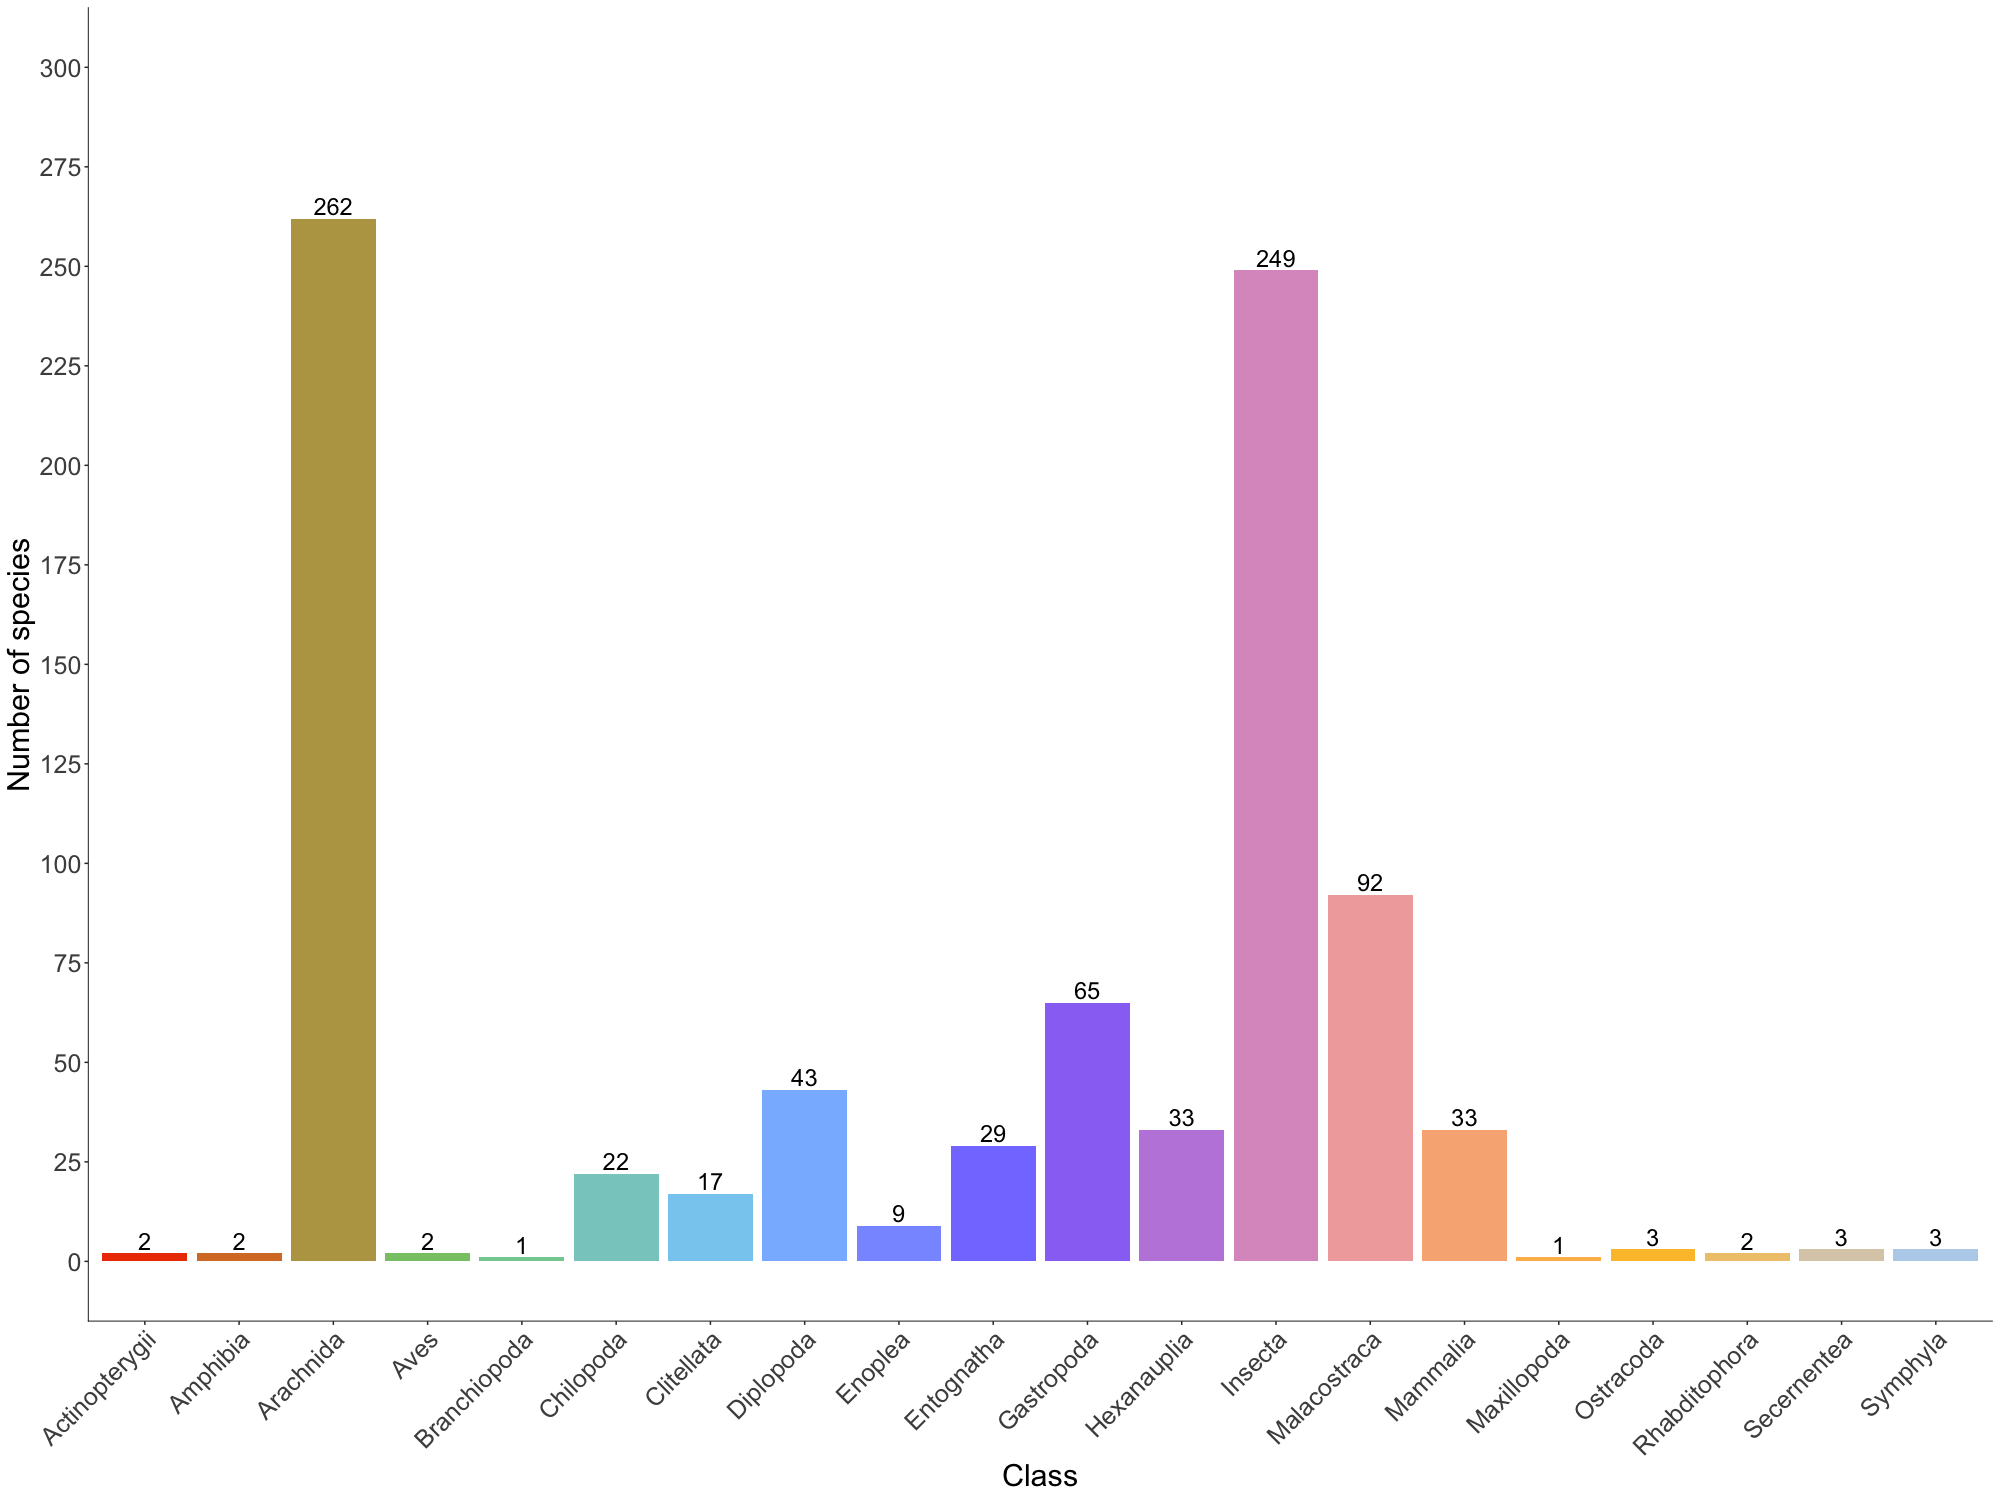 300
275
250
225
200
175
150
125
100
75
50
25
0
Number of species
2
2
262
2
1
22
17
43
9
29
65
33
249
92
33
1
3
2
3
3
Actinopterygii
Amphibia
Arachnida
Aves
Branchiopoda
Chilopoda
Clitellata
Diplopoda
Enoplea
Entognatha
Gastropoda
Hexanauplia
Insecta
Malacostraca
Mammalia
Maxillopoda
Ostracoda
Rhabditophora
Secernentea
Symphyla
Class